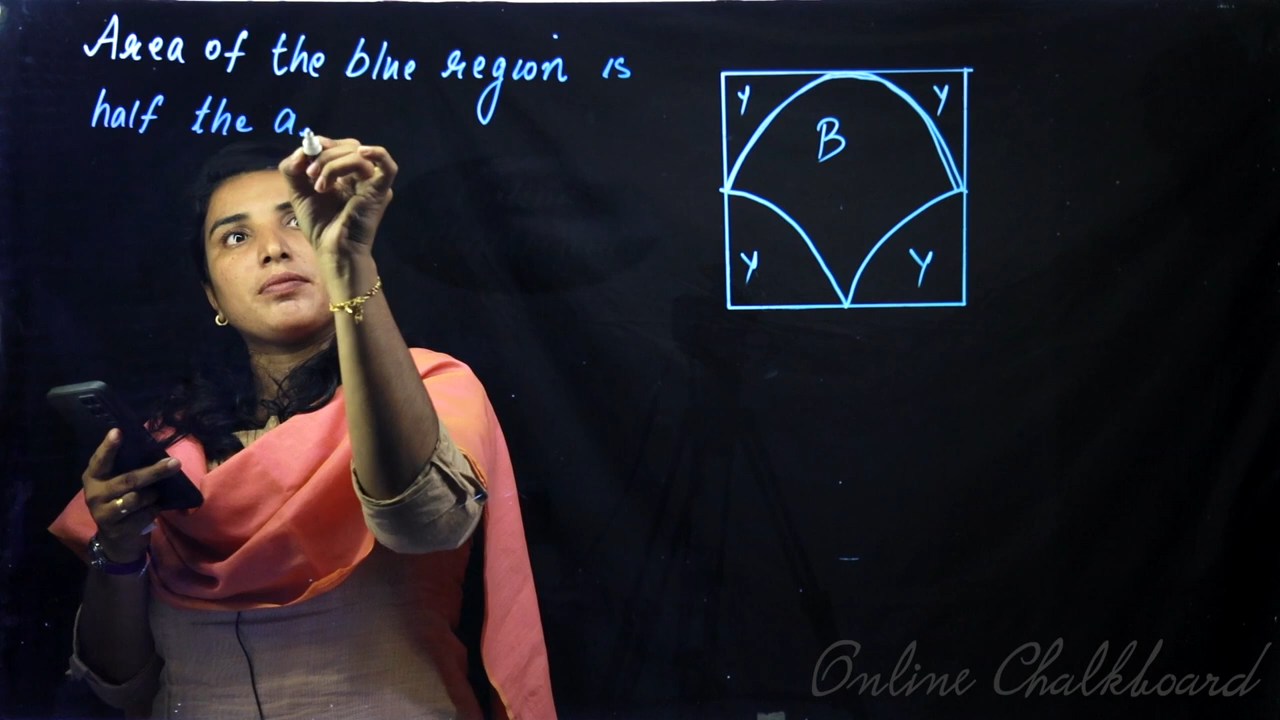 Area of the blue region is
half the a
y
y
B
y
y
Online Chalkboard